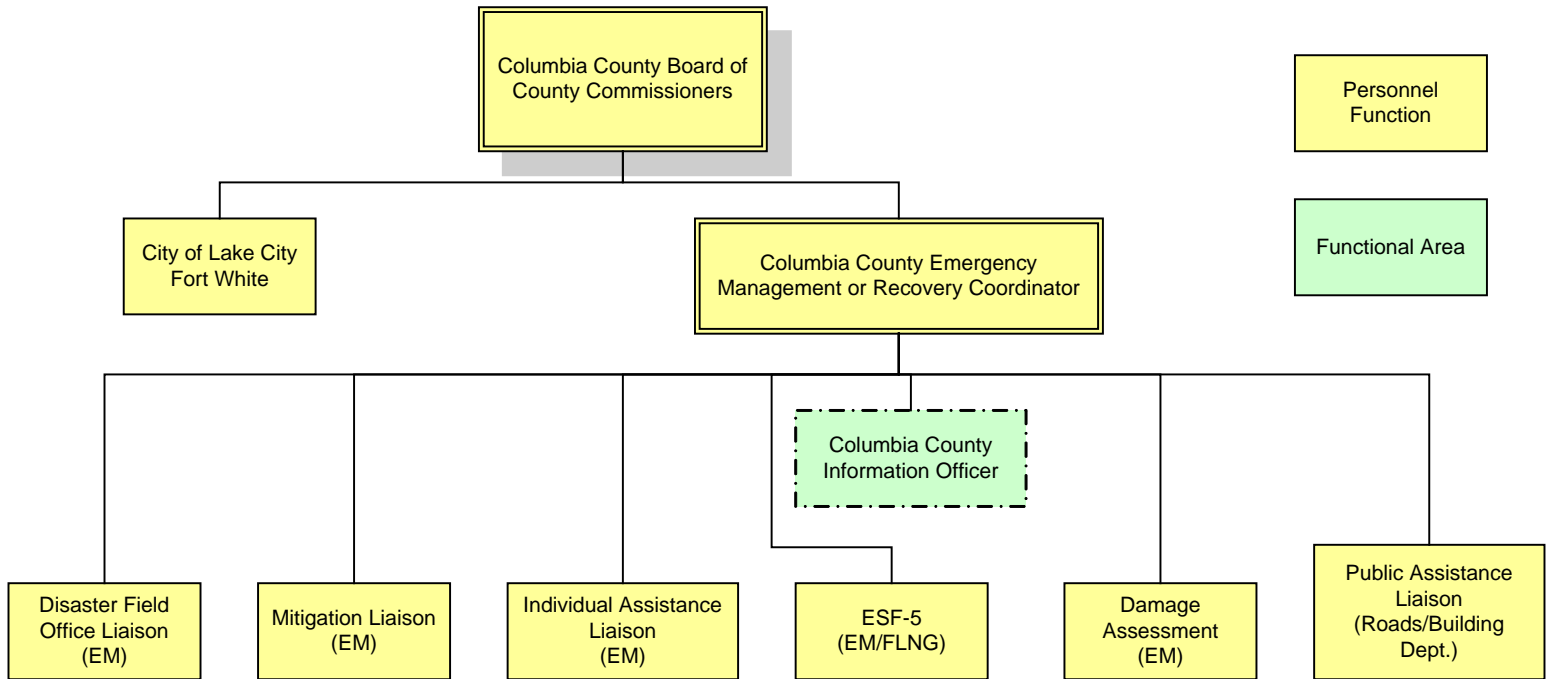 Columbia County Board of
County Commissioners
Personnel
Function
City of Lake City
Fort White
Columbia County Emergency
Management or Recovery Coordinator
Functional Area
Columbia County
Information Officer
Disaster Field
Office Liaison
(EM)
Mitigation Liaison
(EM)
Individual Assistance
Liaison
(EM)
ESF-5
(EM/FLNG)
Damage
Assessment
(EM)
Public Assistance
Liaison
(Roads/Building
Dept.)